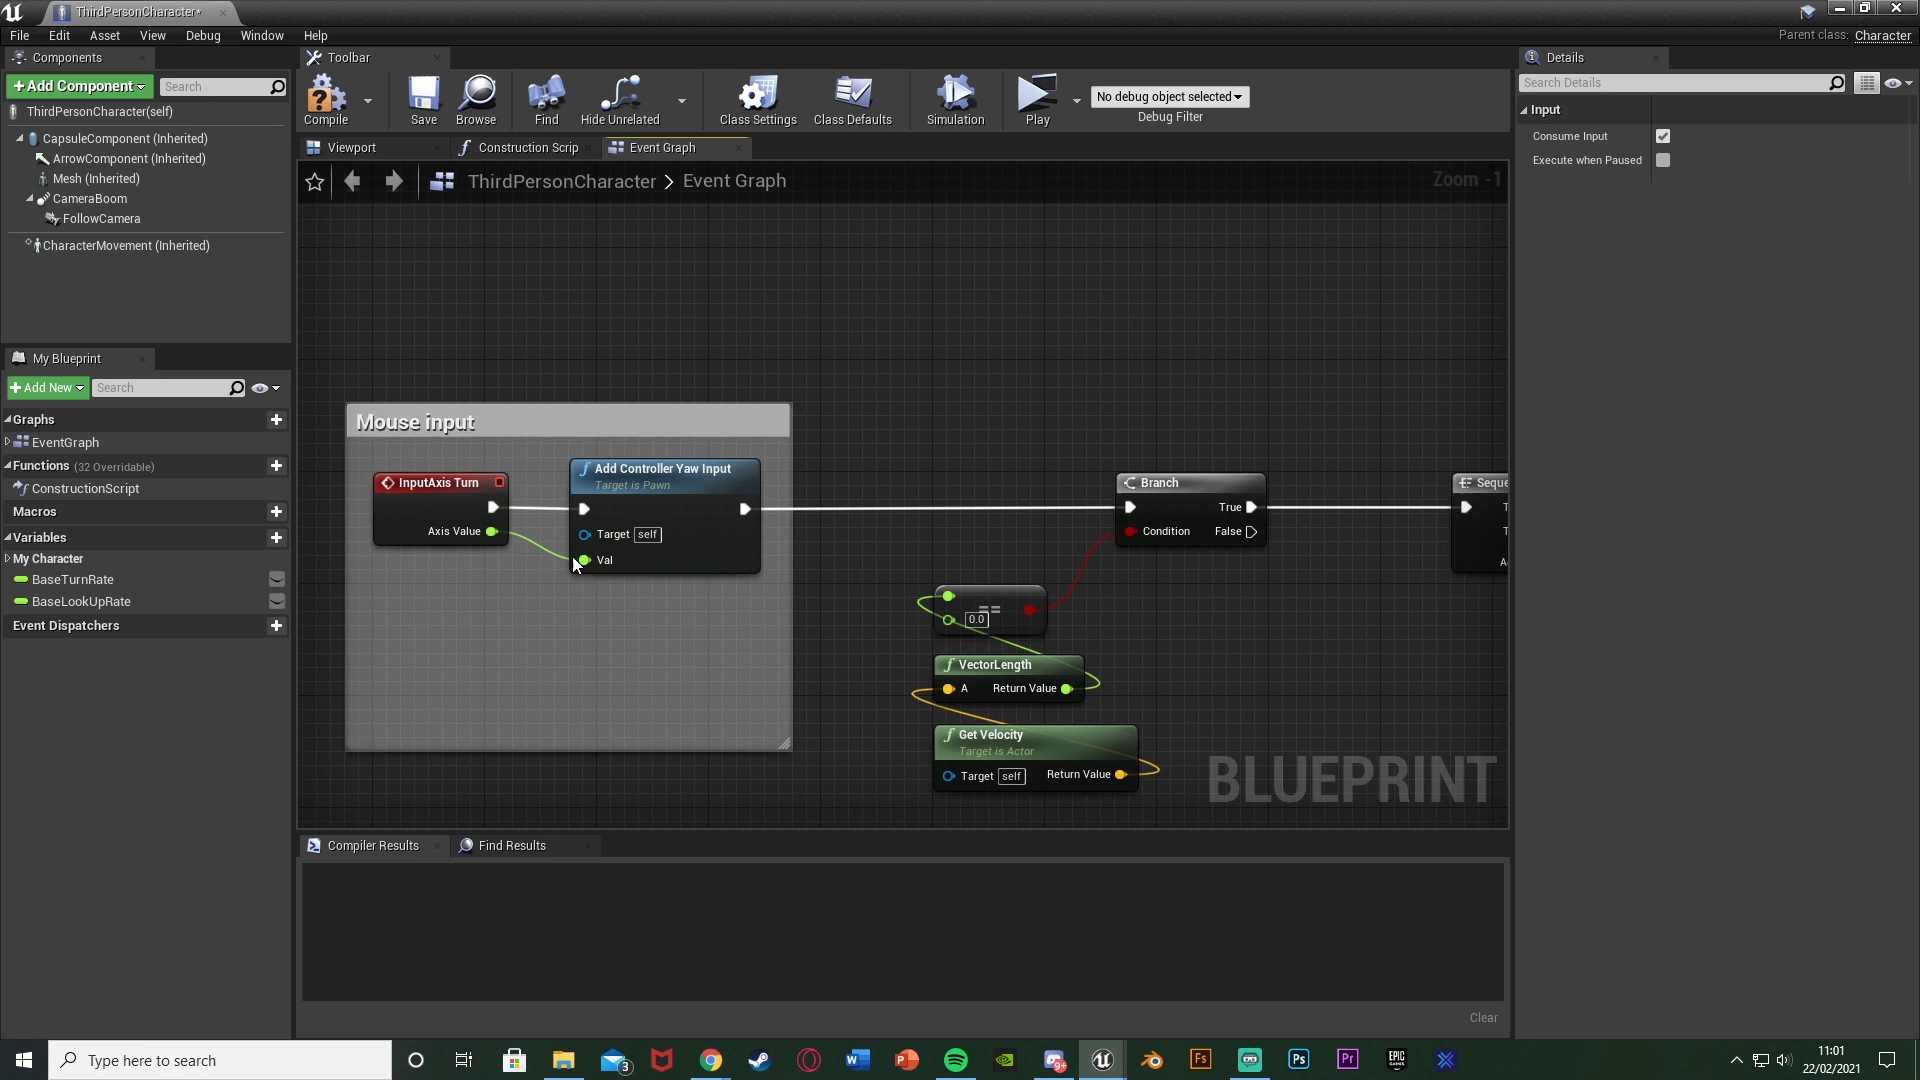 ThirdPersonCharacter*
File Edit Asset View Debug Window Help
Parent class: Character
Components
+ Add Component
Search
ThirdPersonCharacter(self)
CapsuleComponent (Inherited)
ArrowComponent (Inherited)
Mesh (Inherited)
CameraBoom
FollowCamera
CharacterMovement (Inherited)
My Blueprint
+ Add New
Search
Graphs
EventGraph
Functions (32 Overridable)
ConstructionScript
Macros
Variables
My Character
BaseTurnRate
BaseLookUpRate
Event Dispatchers
Toolbar
Compile
Save
Browse
Find
Hide Unrelated
Class Settings
Class Defaults
Simulation
Play
No debug object selected
Debug Filter
Viewport
Construction Scrip
Event Graph
ThirdPersonCharacter > Event Graph
Zoom -1
Mouse input
InputAxis Turn
Axis Value
Add Controller Yaw Input
Target is Pawn
Target self
Val
Branch
True
Condition False
Seque
T
T
A
==
0.0
VectorLength
A Return Value
Get Velocity
Target is Actor
Target self Return Value
BLUEPRINT
Compiler Results
Find Results
Clear
Details
Search Details
Input
Consume Input
Execute when Paused
Type here to search
3
9+
Fs
Ps
Pr
EPIC
11:01
22/02/2021